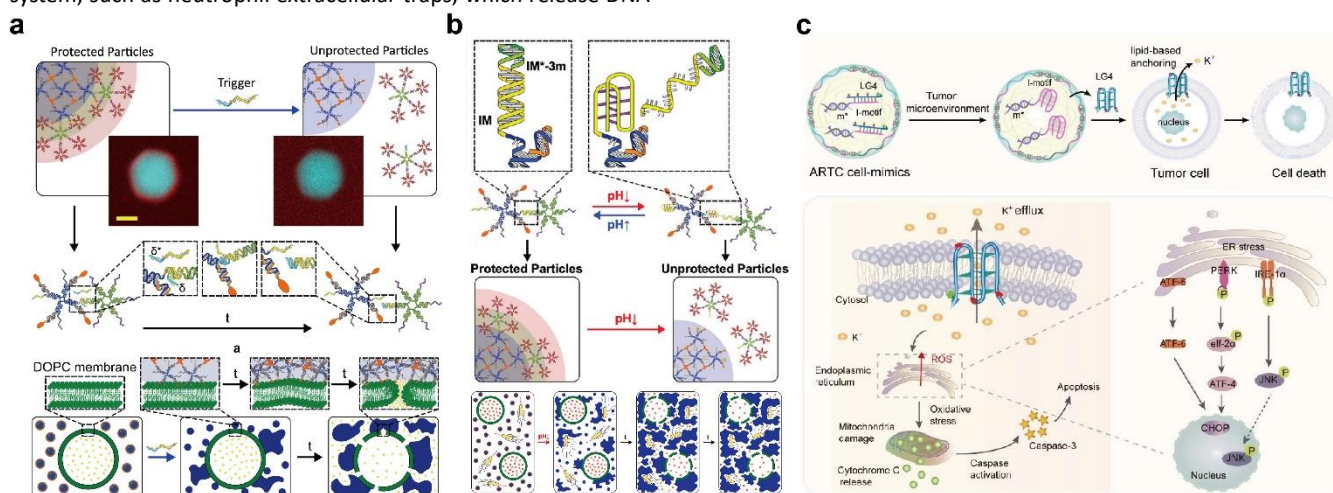 system, such as neutrophil extracellular traps, which release DNA
a
Protected Particles
Unprotected Particles
Trigger
δ*
δ
t
a
DOPC membrane
t
t
t
b
IM*-3m
IM
pH↓
pH↑
Protected Particles
Unprotected Particles
pH↓
pH↓
t
t
c
LG4
I-motif
m*
ARTC cell-mimics
Tumor
microenvironment
I-motif
m*
LG4
lipid-based
anchoring
K⁺
nucleus
Tumor cell
Cell death
K⁺ efflux
Cytosol
K⁺
Endoplasmic
reticulum
ROS
Oxidative
stress
Mitochondria
camage
Cytochrome C
release
Caspase
activation
Caspase-3
Apoptosis
ER stress
ATF-6
PERK
IRE-1α
P
P
ATF-6
elf-2α
P
ATF-4
JNK
P
CHOP
JNK
P
Nucleus